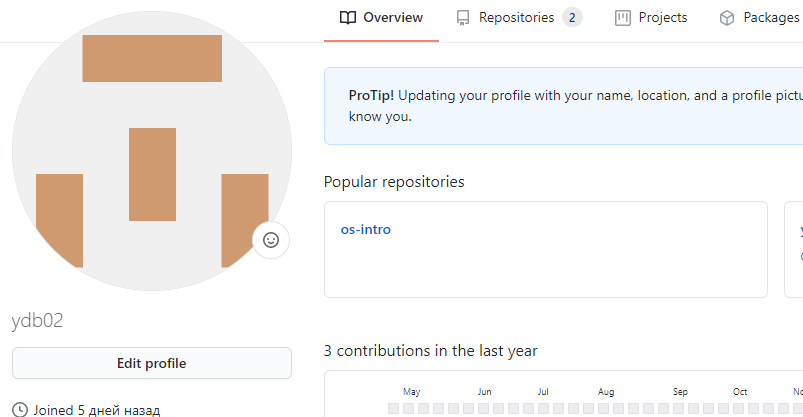 Overview Repositories 2 Projects Packages
ProTip! Updating your profile with your name, location, and a profile
know you.
Popular repositories
os-intro
ydb02
Edit profile
3 contributions in the last year
May Jun Jul Aug Sep Oct
Joined 5 дней назад